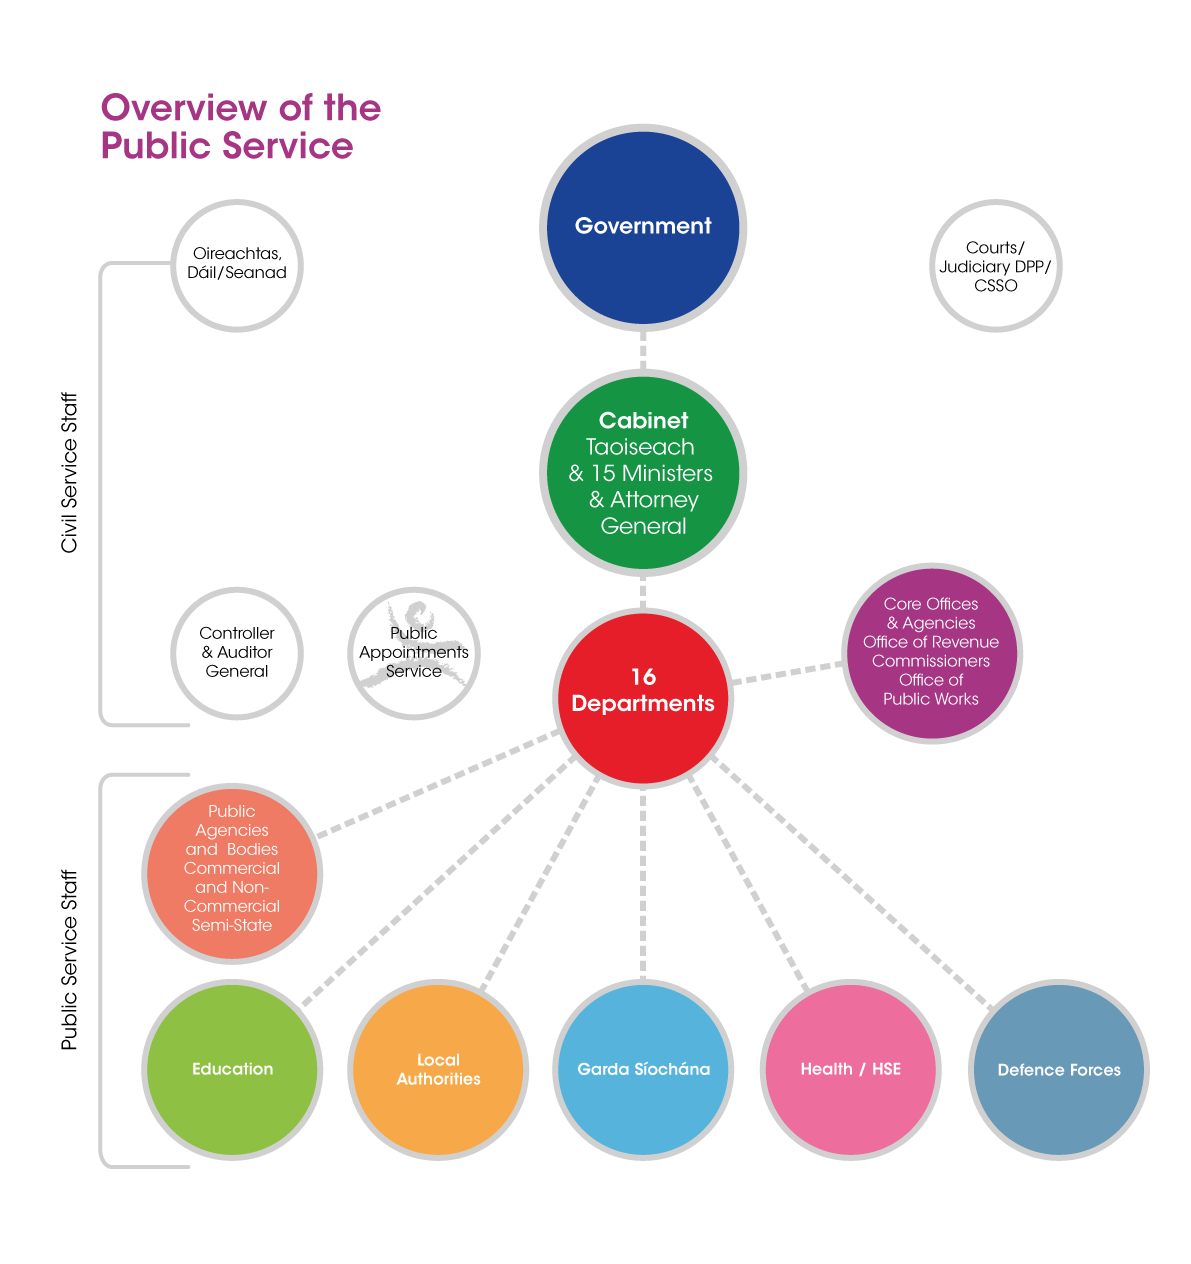 Overview of the
Public Service
Government
Oireachtas,
Dáil/Seanad
Courts/
Judiciary DPP/
CSSO
Cabinet
Taoiseach
& 15 Ministers
& Attorney
General
Civil Service Staff
Controller
& Auditor
General
Public
Appointments
Service
16
Departments
Core Offices
& Agencies
Office of Revenue
Commissioners
Office of
Public Works
Public Service Staff
Public
Agencies
and Bodies
Commercial
and Non-
Commercial
Semi-State
Education
Local
Authorities
Garda Síochána
Health / HSE
Defence Forces